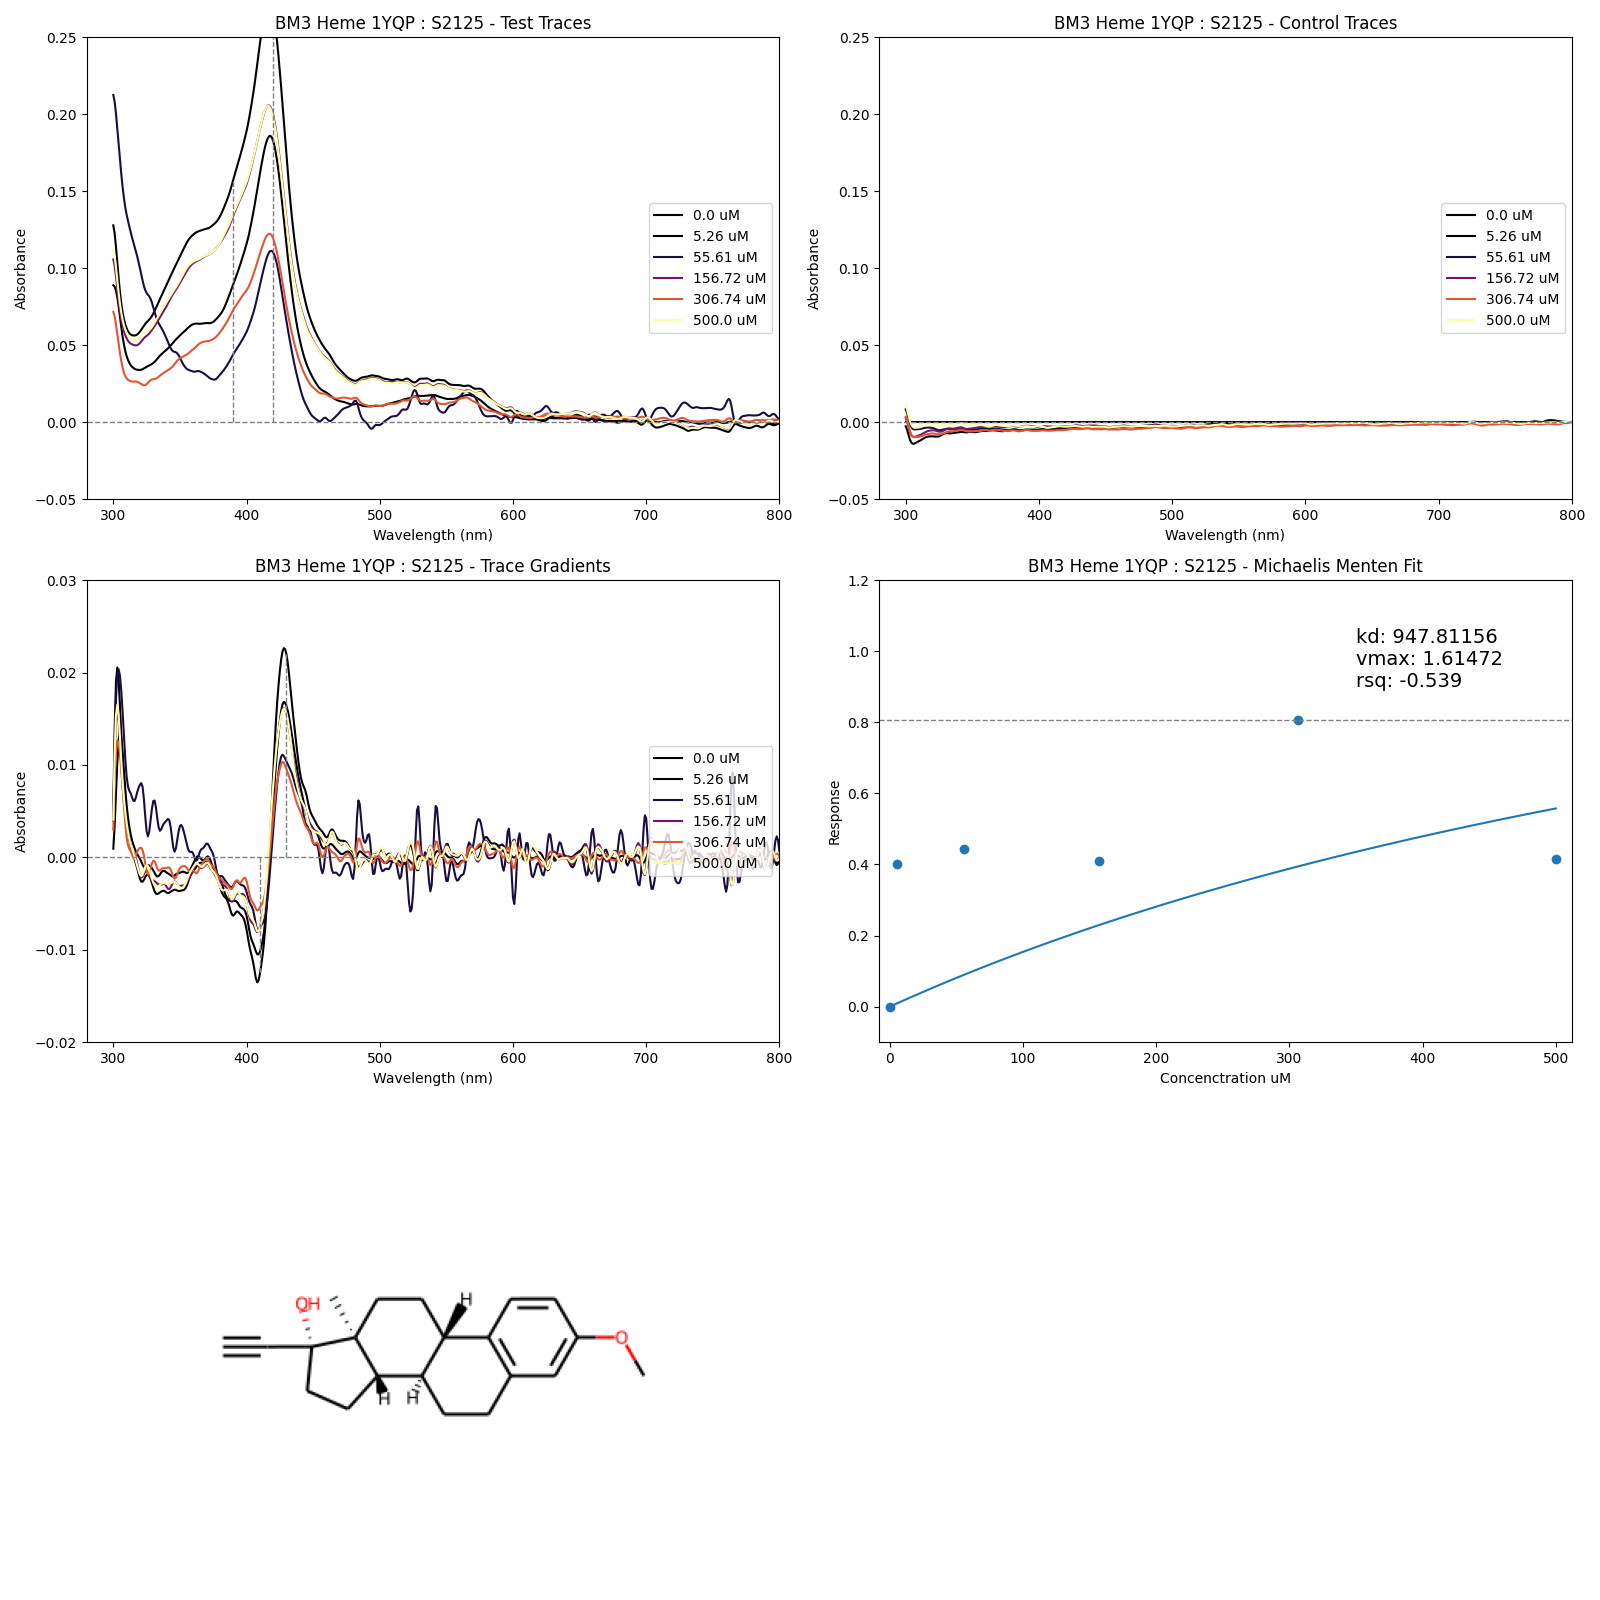 BM3 Heme 1YQP : S2125 - Test Traces
0.25
0.20
0.15
0.10
0.05
0.00
−0.05
Absorbance
300 400 500 600 700 800
Wavelength (nm)
0.0 uM
5.26 uM
55.61 uM
156.72 uM
306.74 uM
500.0 uM
BM3 Heme 1YQP : S2125 - Control Traces
0.25
0.20
0.15
0.10
0.05
0.00
−0.05
Absorbance
300 400 500 600 700 800
Wavelength (nm)
0.0 uM
5.26 uM
55.61 uM
156.72 uM
306.74 uM
500.0 uM
BM3 Heme 1YQP : S2125 - Trace Gradients
0.03
0.02
0.01
0.00
−0.01
−0.02
Absorbance
300 400 500 600 700 800
Wavelength (nm)
0.0 uM
5.26 uM
55.61 uM
156.72 uM
306.74 uM
500.0 uM
BM3 Heme 1YQP : S2125 - Michaelis Menten Fit
1.2
1.0
0.8
0.6
0.4
0.2
0.0
Response
0 100 200 300 400 500
Concenctration uM
kd: 947.81156
vmax: 1.61472
rsq: -0.539
OH
H
O
H
H